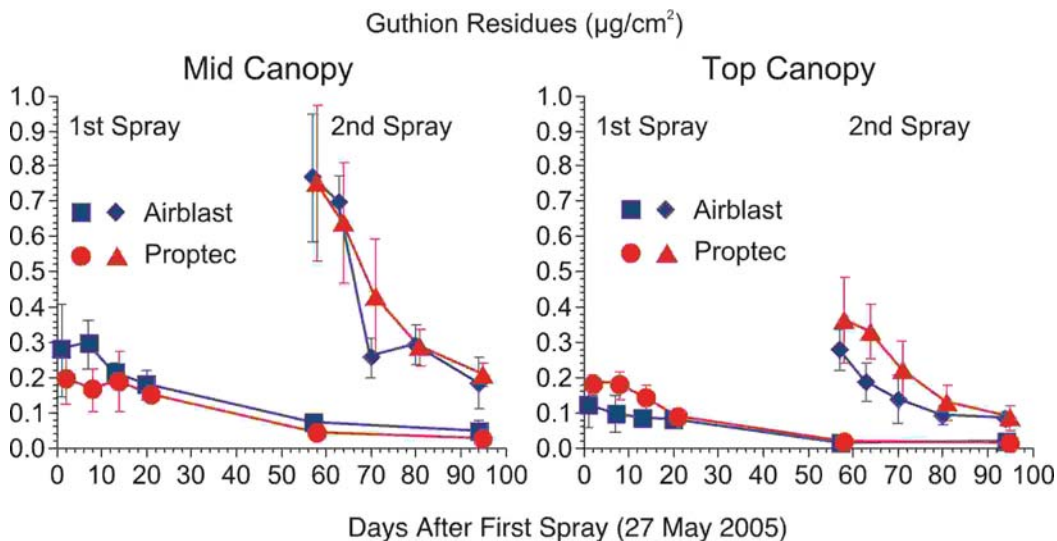 Guthion Residues (µg/cm²)
Mid Canopy
1.0
0.9
0.8
0.7
0.6
0.5
0.4
0.3
0.2
0.1
0.0
1st Spray
2nd Spray
Airblast
Proptec
0 10 20 30 40 50 60 70 80 90 100
Top Canopy
1.0
0.9
0.8
0.7
0.6
0.5
0.4
0.3
0.2
0.1
0.0
1st Spray
2nd Spray
Airblast
Proptec
0 10 20 30 40 50 60 70 80 90 100
Days After First Spray (27 May 2005)